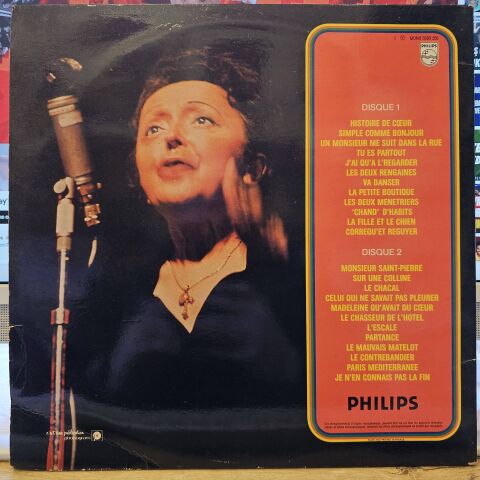 MONO 6680 255
PHILIPS
DISQUE 1
HISTOIRE DE CŒUR
SIMPLE COMME BONJOUR
UN MONSIEUR ME SUIT DANS LA RUE
TU ES PARTOUT
J'AI QU'A L'REGARDER
LES DEUX RENGAINES
VA DANSER
LA PETITE BOUTIQUE
LES DEUX MENETRIERS
'CHAND' D'HABITS
LA FILLE ET LE CHIEN
CORREQU'ET REGUYER
DISQUE 2
MONSIEUR SAINT-PIERRE
SUR UNE COLLINE
LE CHACAL
CELUI QUI NE SAVAIT PAS PLEURER
MADELEINE QU'AVAIT DU CŒUR
LE CHASSEUR DE L'HOTEL
L'ESCALE
PARTANCE
LE MAUVAIS MATELOT
LE CONTREBANDIER
PARIS MEDITERRANEE
JE N'EN CONNAIS PAS LA FIN
PHILIPS